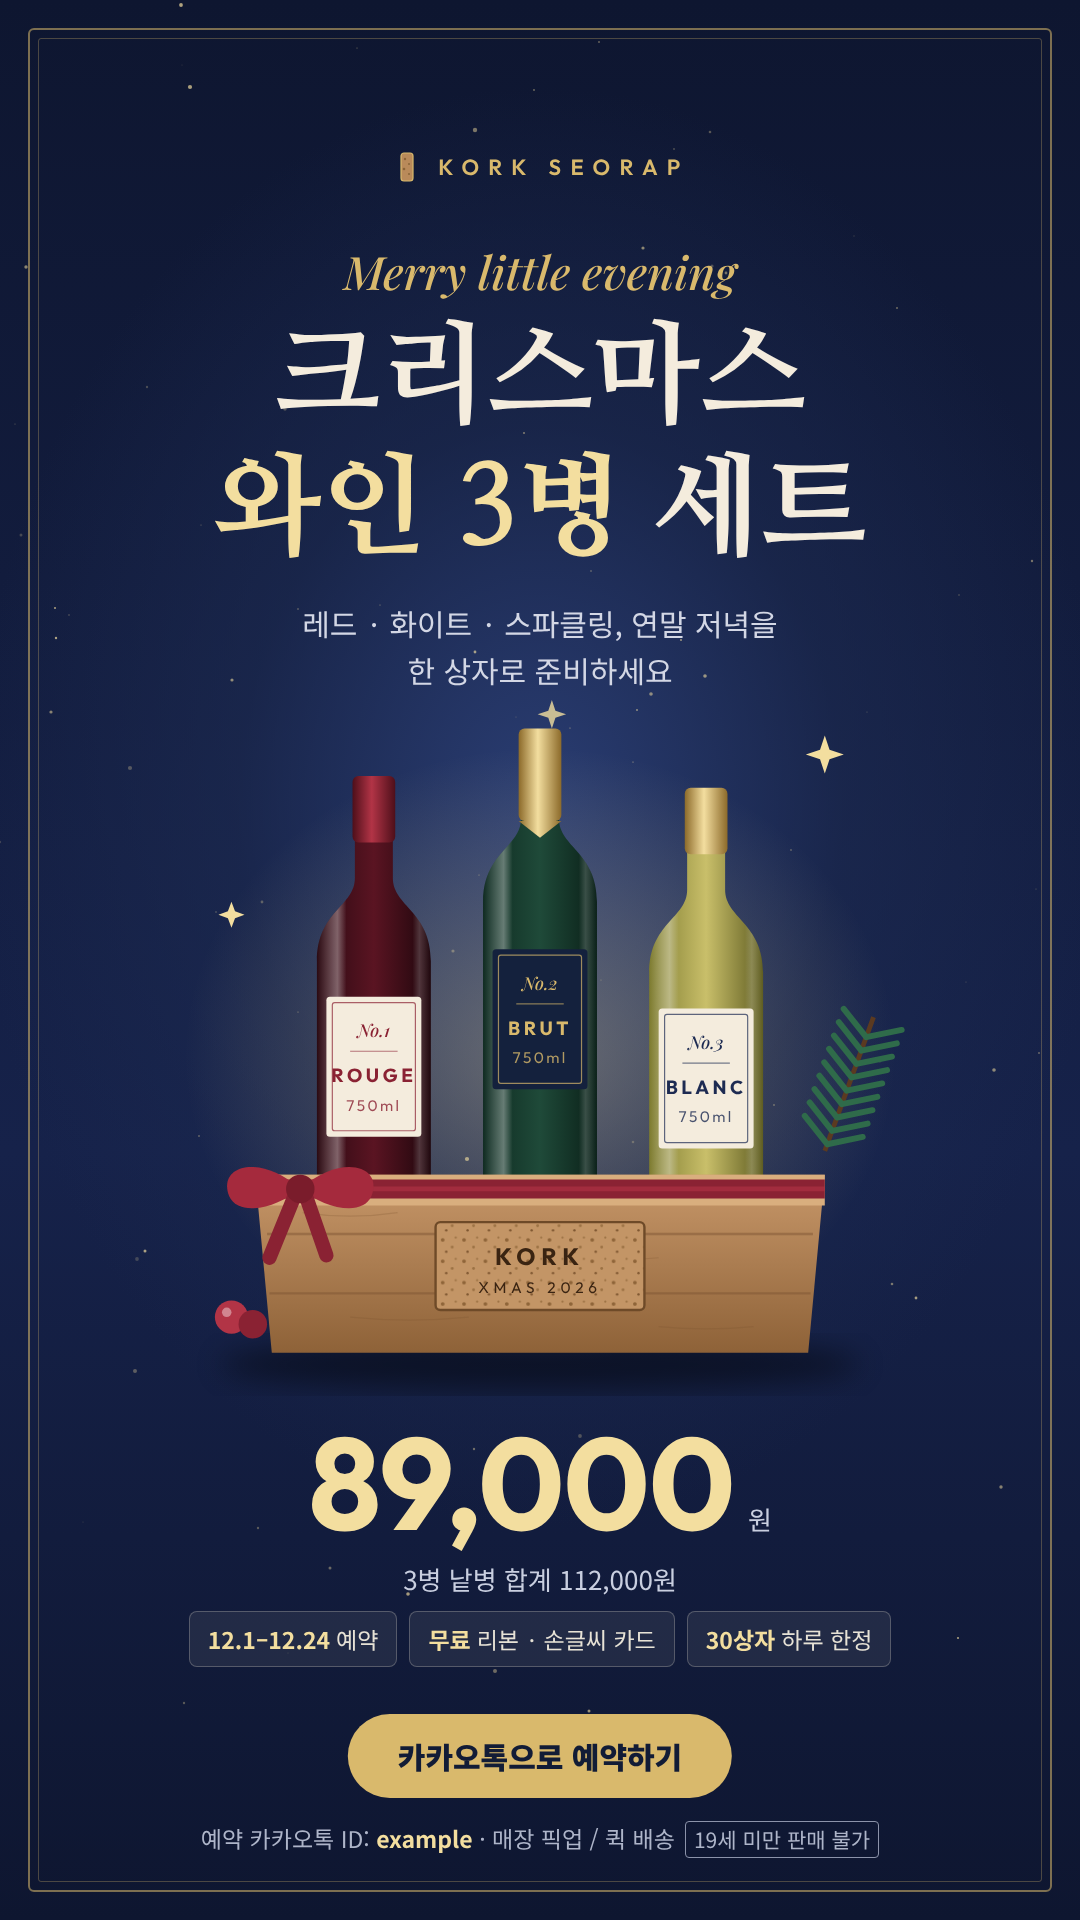 KORK SEORAP
Merry little evening
크리스마스
와인 3병 세트
레드 · 화이트 · 스파클링, 연말 저녁을
한 상자로 준비하세요
No.1
ROUGE
750ml
No.2
BRUT
750ml
No.3
BLANC
750ml
KORK
XMAS 2026
89,000 원
3병 낱병 합계 112,000원
12.1–12.24 예약
무료 리본 · 손글씨 카드
30상자 하루 한정
카카오톡으로 예약하기
예약 카카오톡 ID: example · 매장 픽업 / 퀵 배송 19세 미만 판매 불가